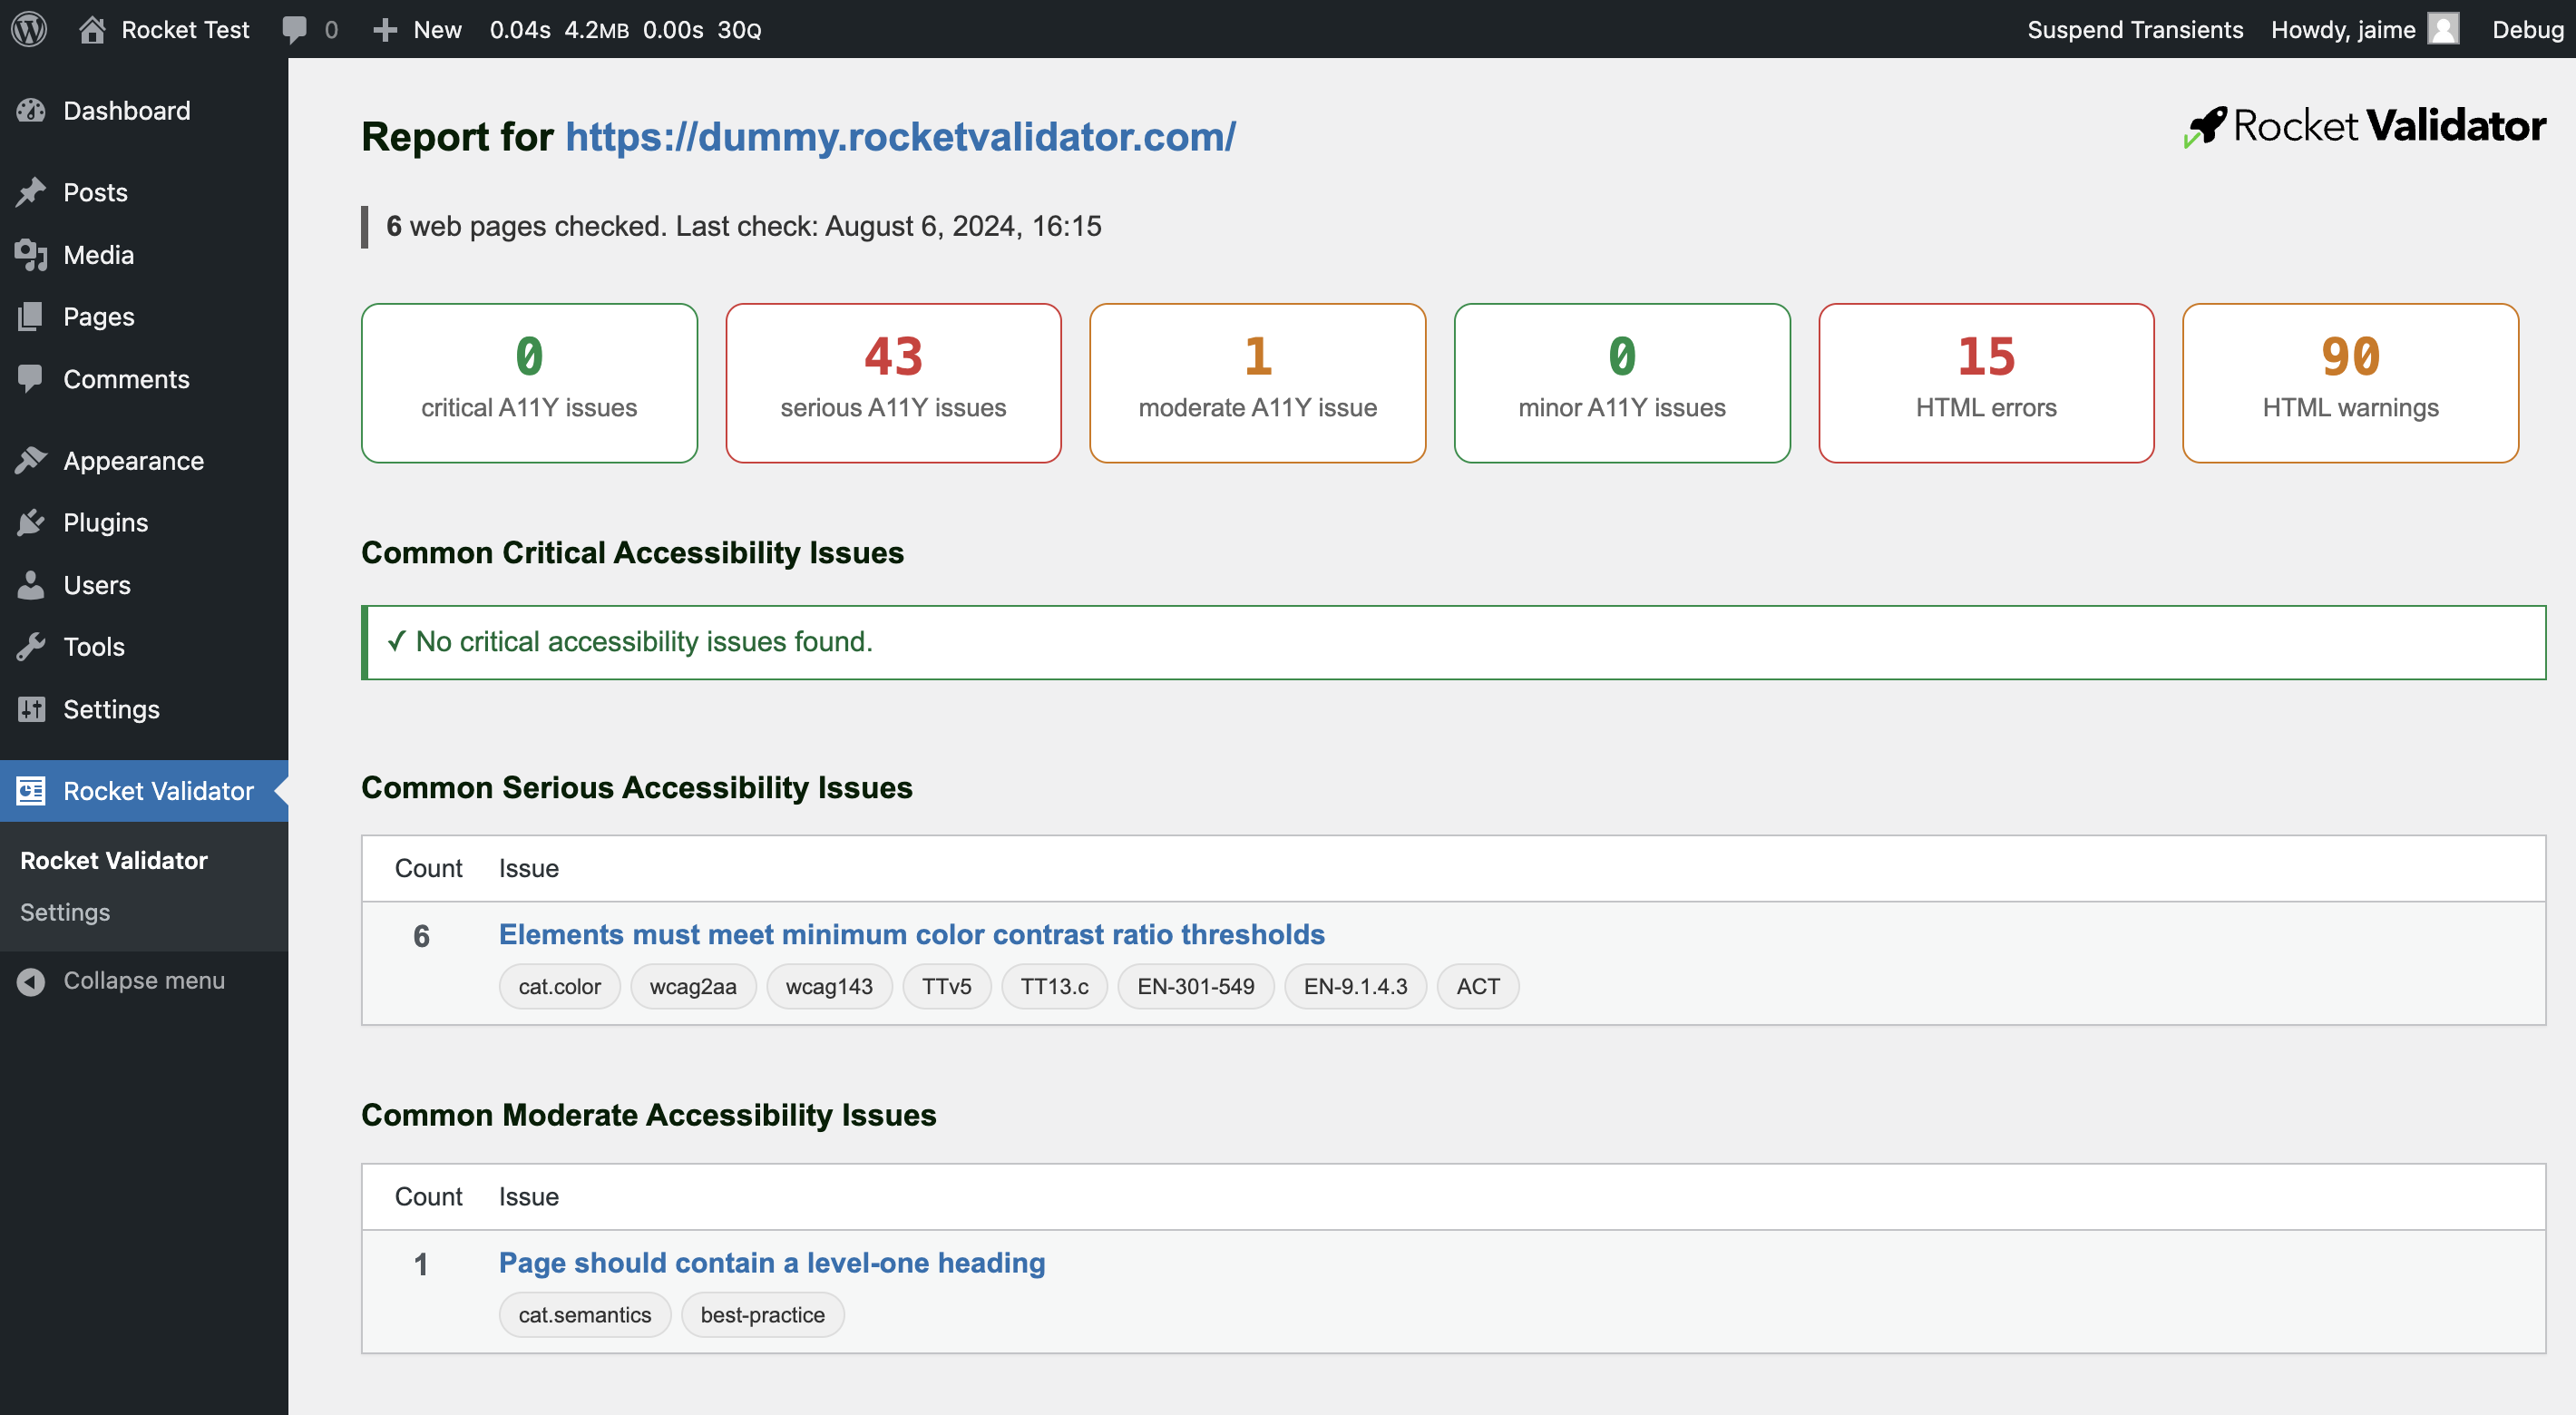 Rocket Test 0 New 0.04s 4.2MB 0.00s 30Q Suspend Transients Howdy, jaime Debug
Dashboard
Posts
Media
Pages
Comments
Appearance
Plugins
Users
Tools
Settings
Rocket Validator
Rocket Validator
Settings
Collapse menu
Report for https://dummy.rocketvalidator.com/
Rocket Validator
6 web pages checked. Last check: August 6, 2024, 16:15
0
critical A11Y issues
43
serious A11Y issues
1
moderate A11Y issue
0
minor A11Y issues
15
HTML errors
90
HTML warnings
Common Critical Accessibility Issues
✓ No critical accessibility issues found.
Common Serious Accessibility Issues
Count Issue
6 Elements must meet minimum color contrast ratio thresholds
cat.color wcag2aa wcag143 TTv5 TT13.c EN-301-549 EN-9.1.4.3 ACT
Common Moderate Accessibility Issues
Count Issue
1 Page should contain a level-one heading
cat.semantics best-practice